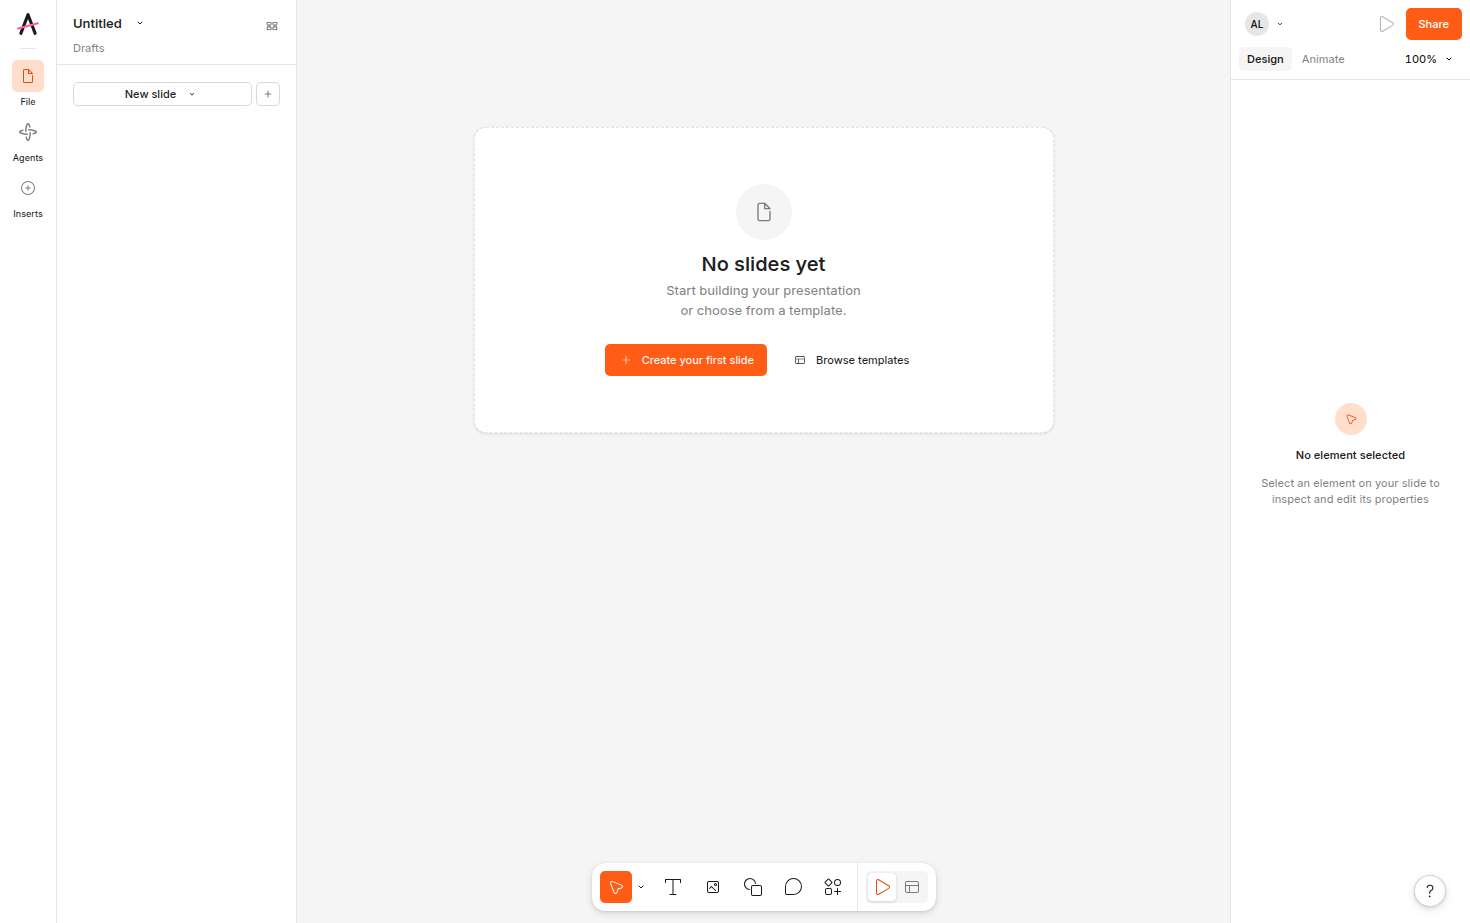 Untitled
Drafts
File
Agents
Inserts
New slide
No slides yet
Start building your presentation
or choose from a template.
Create your first slide
Browse templates
AL
Share
Design
Animate
100%
No element selected
Select an element on your slide to
inspect and edit its properties
?